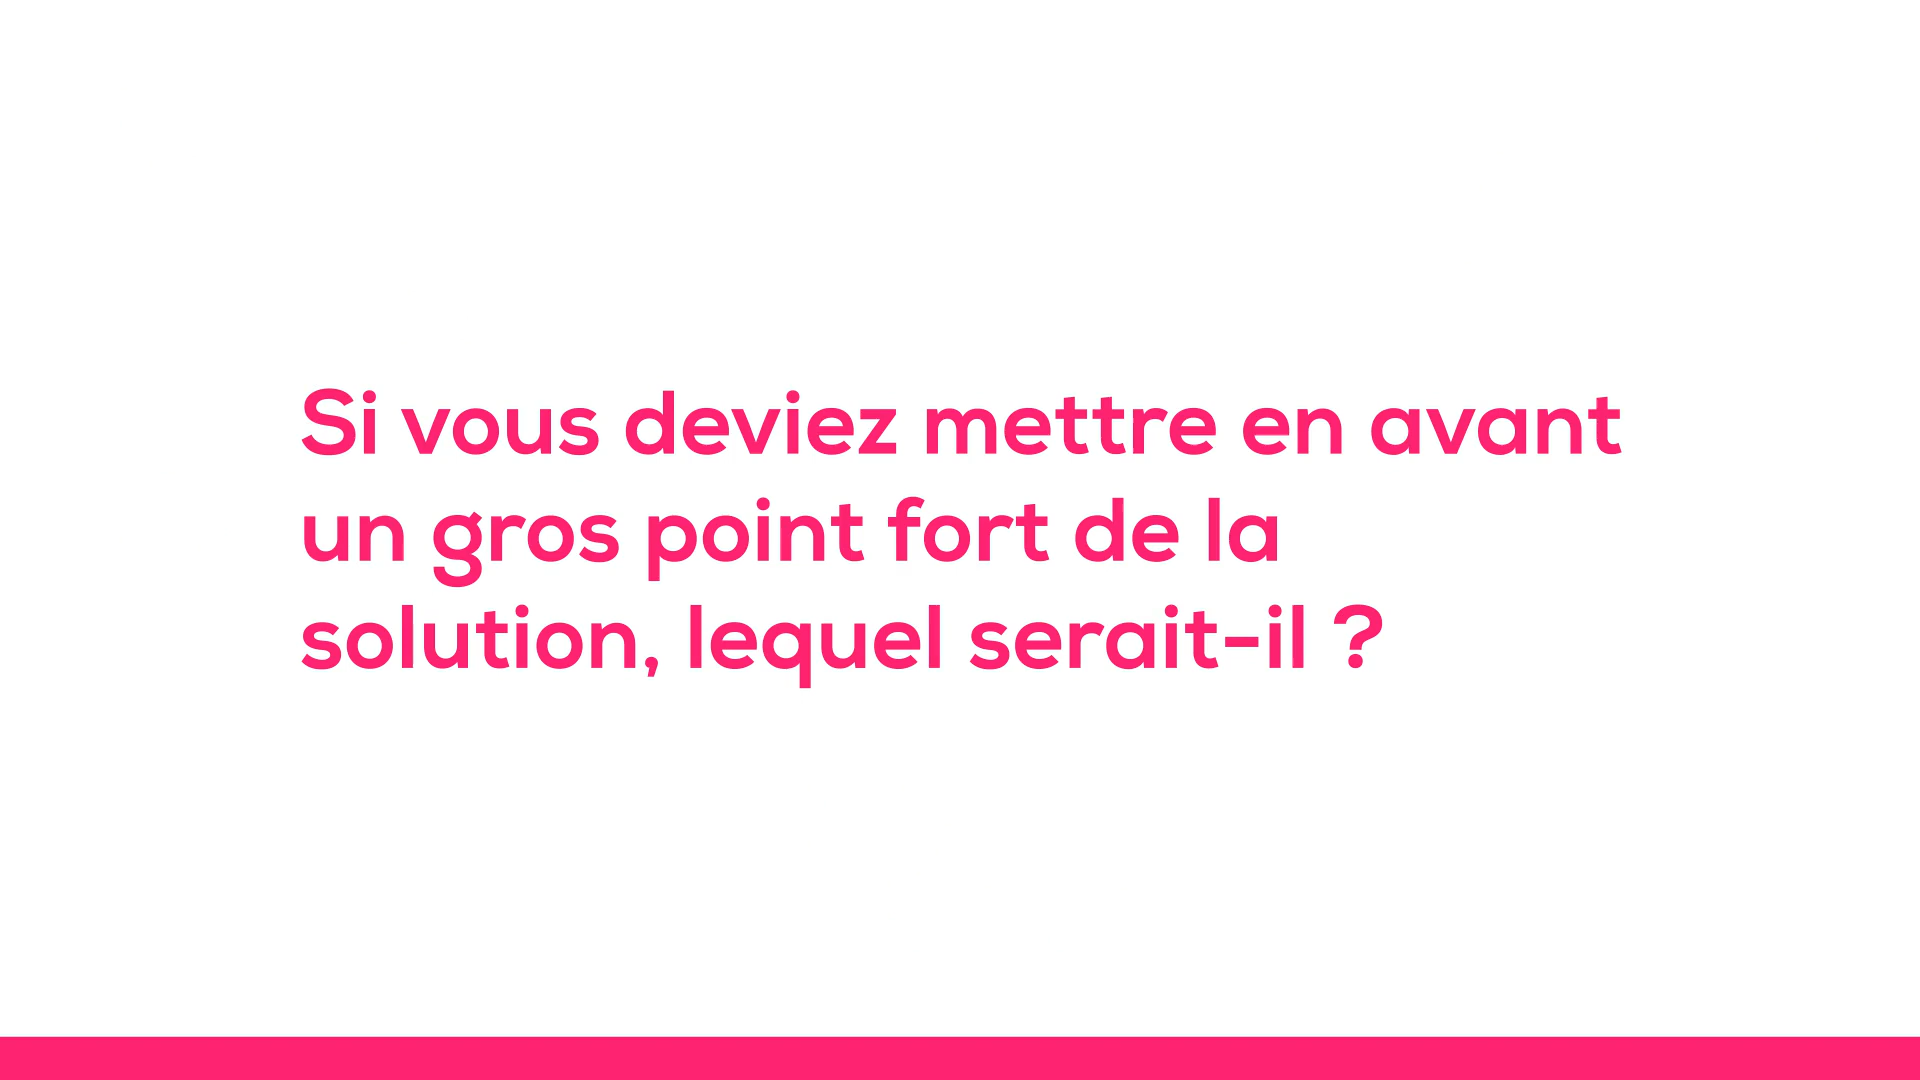 Si vous deviez mettre en avant
un gros point fort de la
solution, lequel serait-il ?